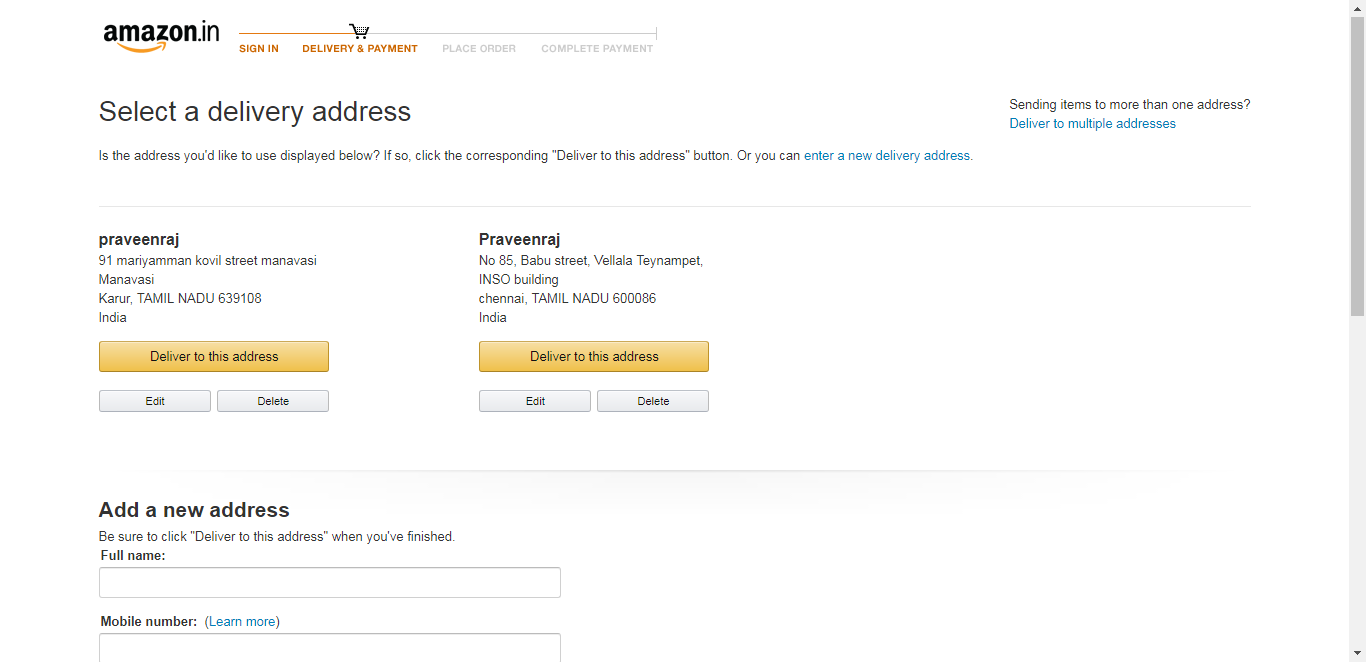 amazon.in
SIGN IN DELIVERY & PAYMENT PLACE ORDER COMPLETE PAYMENT
Select a delivery address
Sending items to more than one address?
Deliver to multiple addresses
Is the address you'd like to use displayed below? If so, click the corresponding "Deliver to this address" button. Or you can enter a new delivery address.
praveenraj
91 mariyamman kovil street manavasi
Manavasi
Karur, TAMIL NADU 639108
India
Deliver to this address
Edit Delete
Praveenraj
No 85, Babu street, Vellala Teynampet,
INSO building
chennai, TAMIL NADU 600086
India
Deliver to this address
Edit Delete
Add a new address
Be sure to click "Deliver to this address" when you've finished.
Full name:
Mobile number: (Learn more)